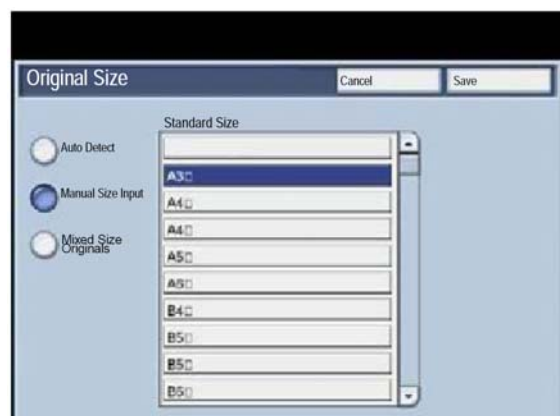 Original Size
Cancel
Save
Standard Size
Auto Detect
Manual Size Input
Mixed Size
Originals
A3□
A4□
A4□
A5□
A6□
B4□
B5□
B5□
B5□